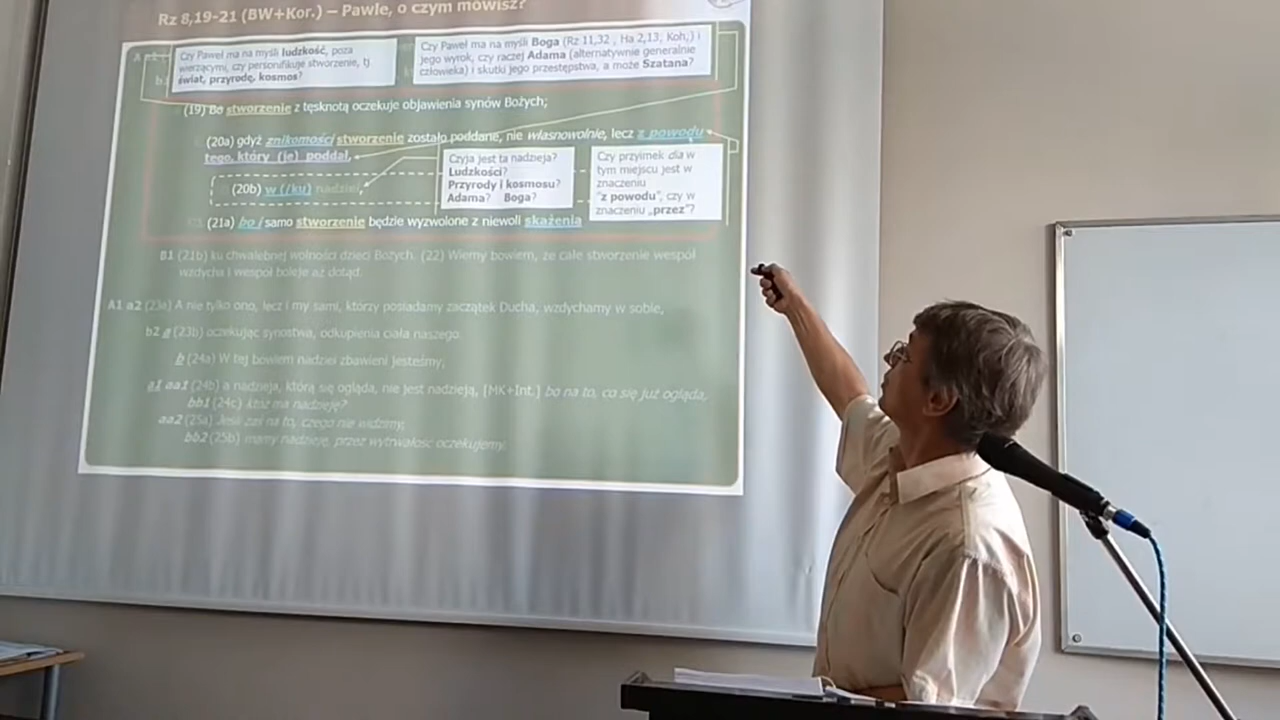 Rz 8,19-21 (BW+Kor.) – Pawle, o czym mówisz?
Czy Paweł ma na myśli ludzkość, poza
wierzącymi, czy personifikuje stworzenie, tj
świat, przyrodę, kosmos?
Czy Paweł ma na myśli Boga (Rz 11,32 , Ha 2,13; Koh,) i
jego wyrok, czy raczej Adama (alternatywnie generalnie
człowieka) i skutki jego przestępstwa, a może Szatana?
(19) Bo stworzenie z tęsknotą oczekuje objawienia synów Bożych;
(20a) gdyż znikomości stworzenie zostało poddane, nie własnowolnie, lecz z powodu
tego, który (je) poddał,
(20b) w (/ku) nadziei,
Czyja jest ta nadzieja?
Ludzkości?
Przyrody i kosmosu?
Adama? Boga?
Czy przyimek dia w
tym miejscu jest w
znaczeniu
"z powodu", czy w
znaczeniu „przez"?
(21a) bo i samo stworzenie będzie wyzwolone z niewoli skażenia
B1 (21b) ku chwalebnej wolności dzieci Bożych. (22) Wiemy bowiem, że całe stworzenie wespół
wzdycha i wespół boleje aż dotąd.
A1 a2 (23a) A nie tylko ono, lecz i my sami, którzy posiadamy zaczątek Ducha, wzdychamy w sobie,
b2 a (23b) oczekując synostwa, odkupienia ciała naszego.
b (24a) W tej bowiem nadziei zbawieni jesteśmy;
a1 aa1 (24b) a nadzieja, którą się ogląda, nie jest nadzieją, [MK+Int.] bo na to, co się już ogląda,
bb1 (24c) któż ma nadzieję?
aa2 (25a) Jeśli zaś na to, czego nie widzimy,
bb2 (25b) mamy nadzieję, przez wytrwałość oczekujemy.